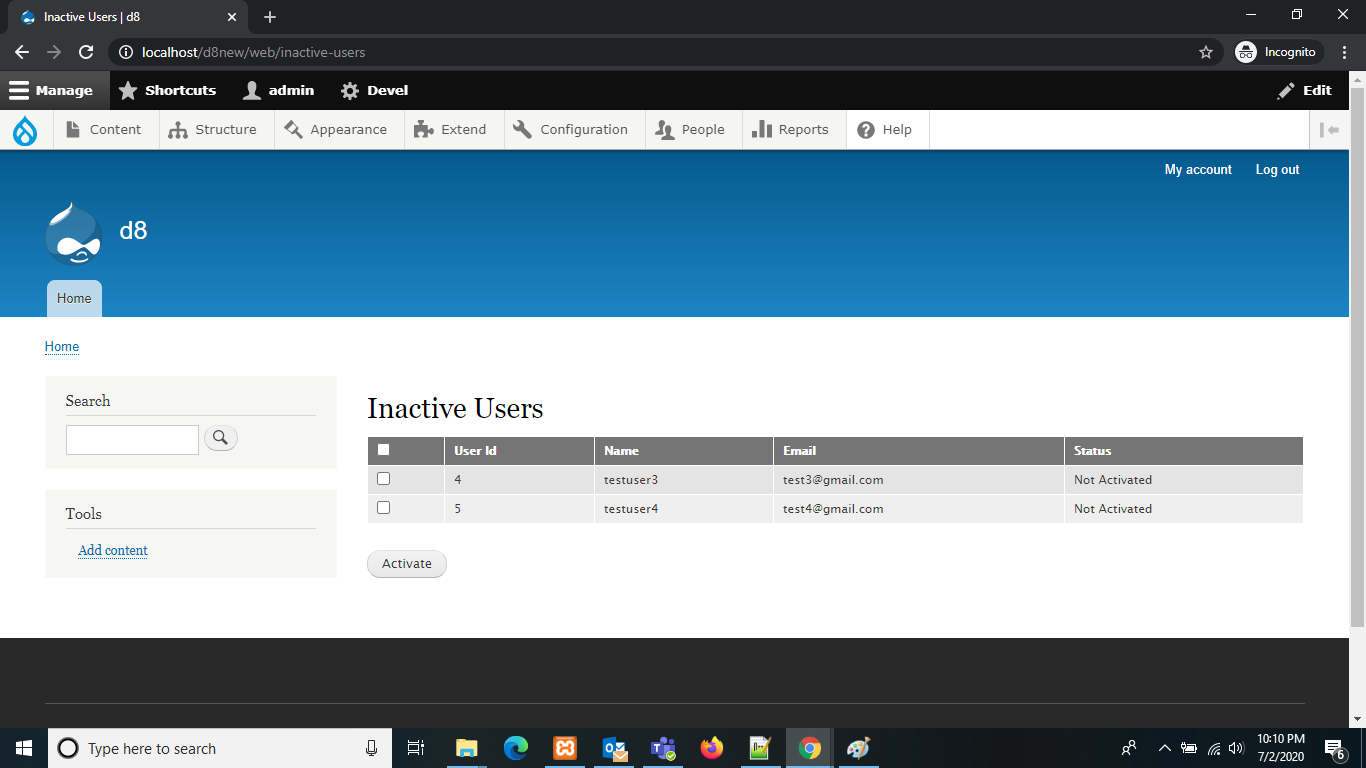 Inactive Users | d8
localhost/d8new/web/inactive-users
Incognito
Manage Shortcuts admin Devel Edit
Content Structure Appearance Extend Configuration People Reports Help
My account Log out
d8
Home
Home
Search
Tools
Add content
Inactive Users
User Id Name Email Status
4 testuser3 test3@gmail.com Not Activated
5 testuser4 test4@gmail.com Not Activated
Activate
Type here to search
10:10 PM
7/2/2020
6